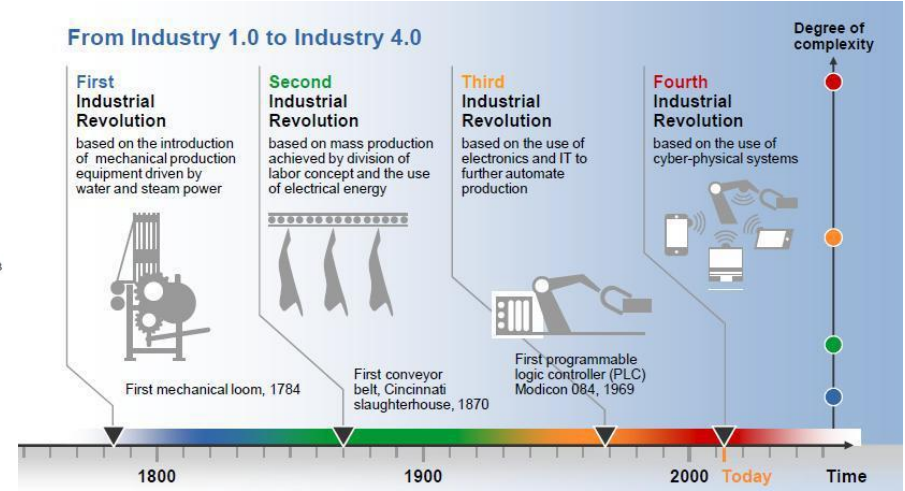 From Industry 1.0 to Industry 4.0
Degree of
complexity
First
Industrial
Revolution
based on the introduction
of mechanical production
equipment driven by
water and steam power
Second
Industrial
Revolution
based on mass production
achieved by division of
labor concept and the use
of electrical energy
Third
Industrial
Revolution
based on the use of
electronics and IT to
further automate
production
Fourth
Industrial
Revolution
based on the use of
cyber-physical systems
First mechanical loom, 1784
First conveyor
belt, Cincinnati
slaughterhouse, 1870
First programmable
logic controller (PLC)
Modicon 084, 1969
1800
1900
2000
Today
Time